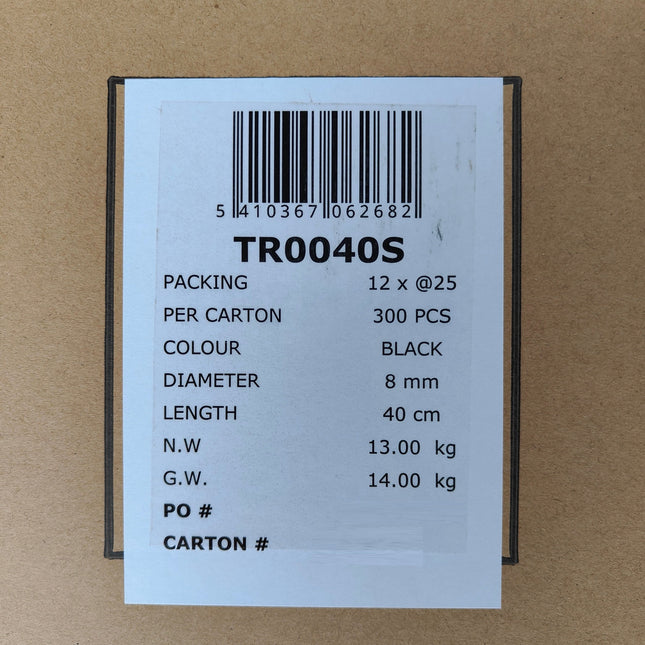 5 410367 062682
TR0040S
PACKING 12 x @25
PER CARTON 300 PCS
COLOUR BLACK
DIAMETER 8 mm
LENGTH 40 cm
N.W 13.00 kg
G.W. 14.00 kg
PO #
CARTON #